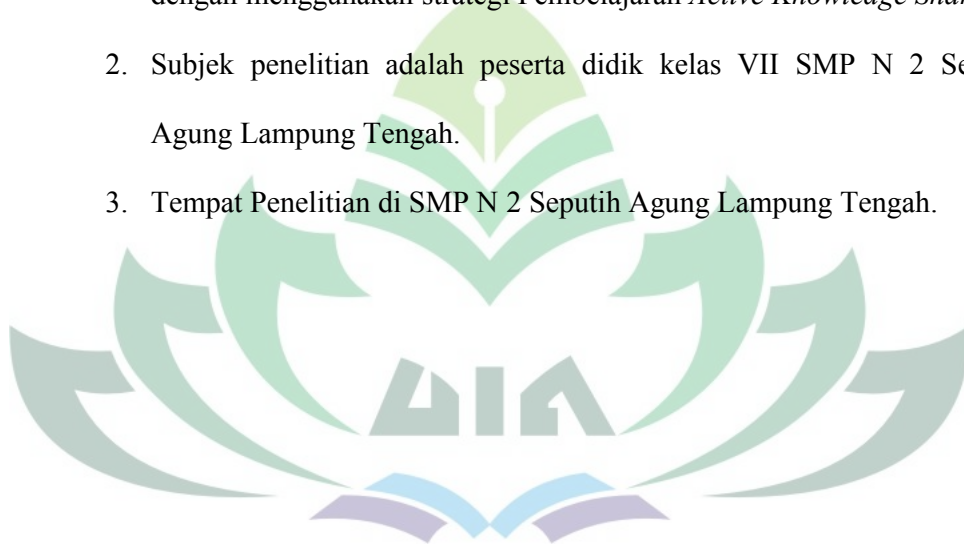 dengan menggunakan strategi Pembelajaran Active Knowledge
2. Subjek penelitian adalah peserta didik kelas VII SMP N 2
Agung Lampung Tengah.
3. Tempat Penelitian di SMP N 2 Seputih Agung Lampung Tengah.
UIN